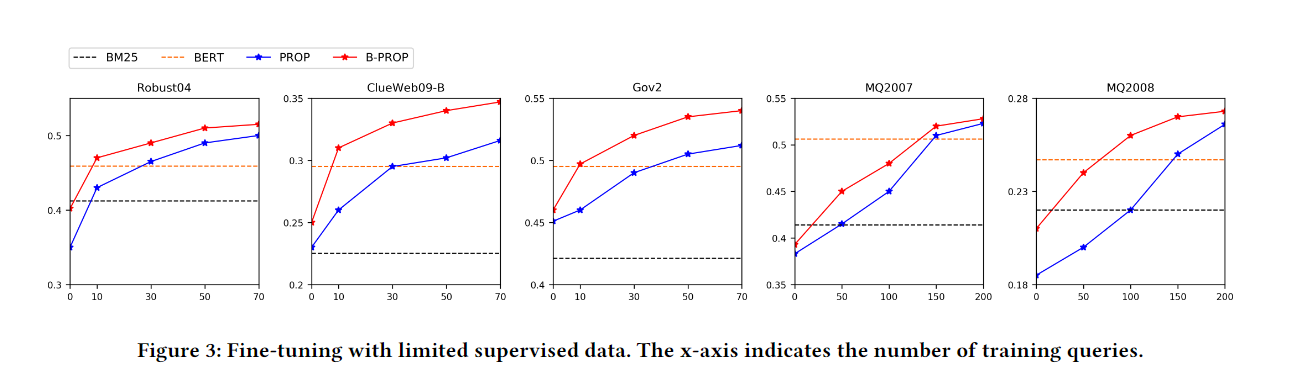 BM25 BERT PROP B-PROP
Robust04 ClueWeb09-B Gov2 MQ2007 MQ2008
0.5
0.4
0.3
0 10 30 50 70
0.35
0.3
0.25
0.2
0 10 30 50 70
0.55
0.5
0.45
0.4
0 10 30 50 70
0.55
0.5
0.45
0.4
0.35
0 50 100 150 200
0.28
0.23
0.18
0 50 100 150 200
Figure 3: Fine-tuning with limited supervised data. The x-axis indicates the number of training queries.